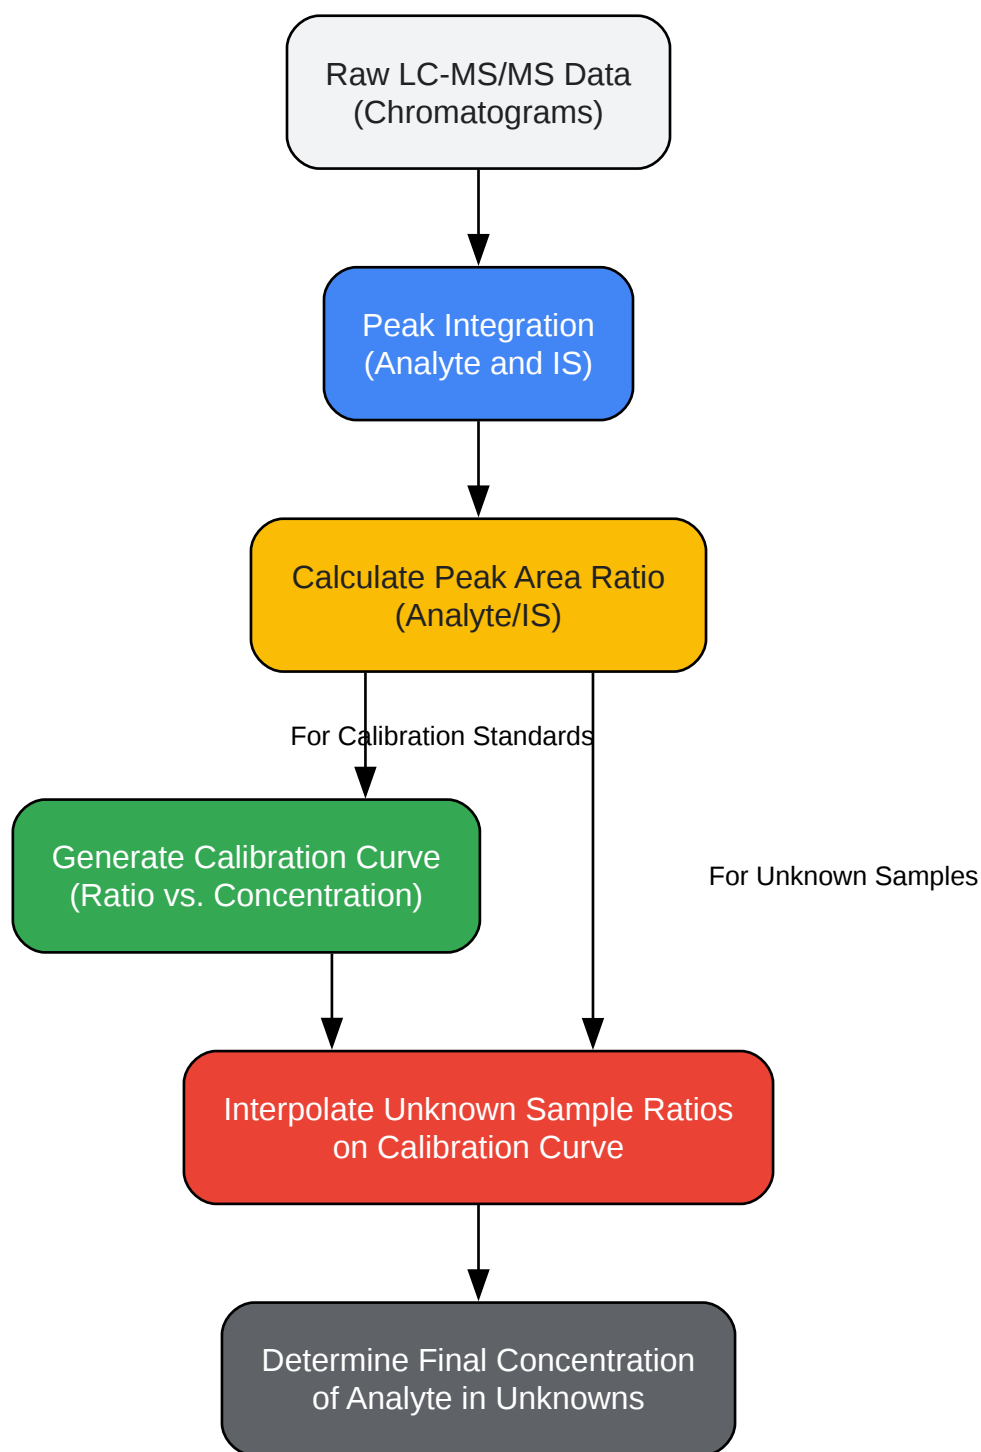 Raw LC-MS/MS Data
(Chromatograms)
Peak Integration
(Analyte and IS)
Calculate Peak Area Ratio
(Analyte/IS)
For Calibration Standards
Generate Calibration Curve
(Ratio vs. Concentration)
For Unknown Samples
Interpolate Unknown Sample Ratios
on Calibration Curve
Determine Final Concentration
of Analyte in Unknowns